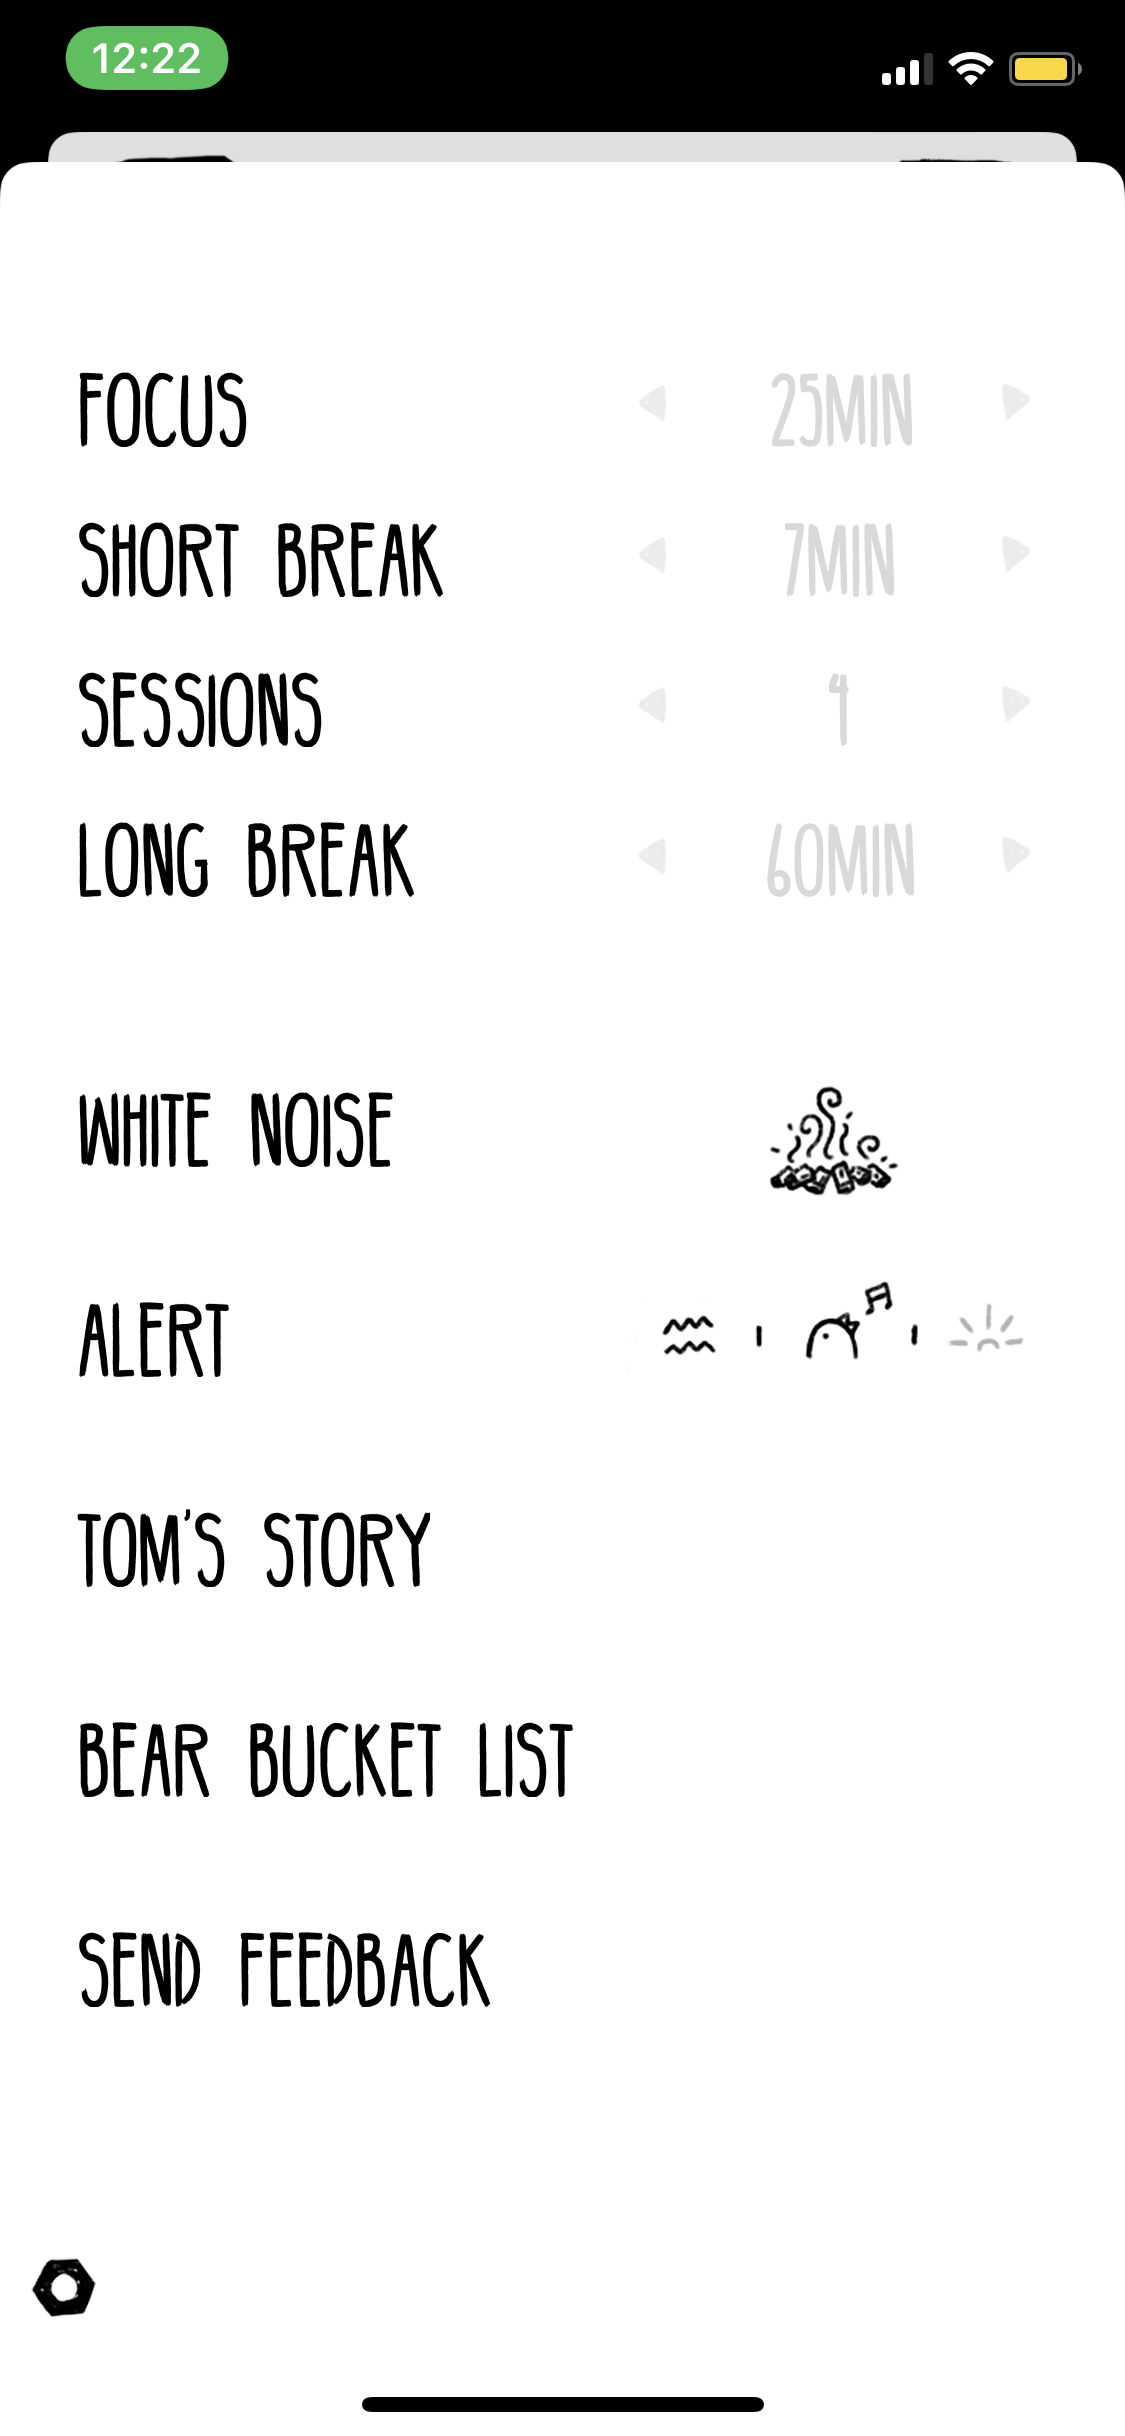 12:22
FOCUS 25MIN
SHORT BREAK 7MIN
SESSIONS 4
LONG BREAK 60MIN
WHITE NOISE
ALERT
TOM'S STORY
BEAR BUCKET LIST
SEND FEEDBACK